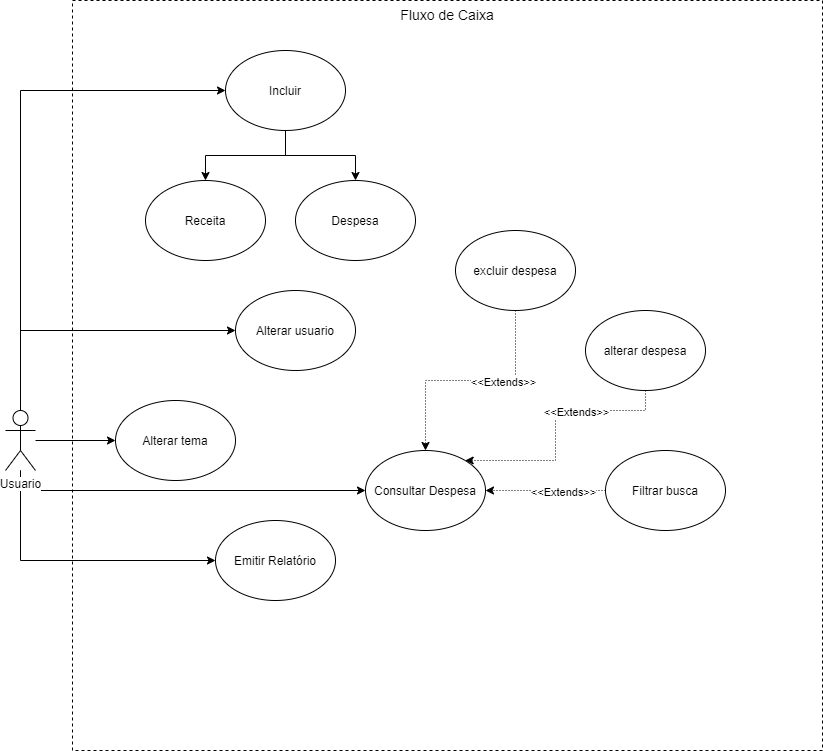 Fluxo de Caixa
Incluir
Receita
Despesa
excluir despesa
Alterar usuario
alterar despesa
<<Extends>>
<<Extends>>
Alterar tema
Usuario
Consultar Despesa
<<Extends>>
Filtrar busca
Emitir Relatório